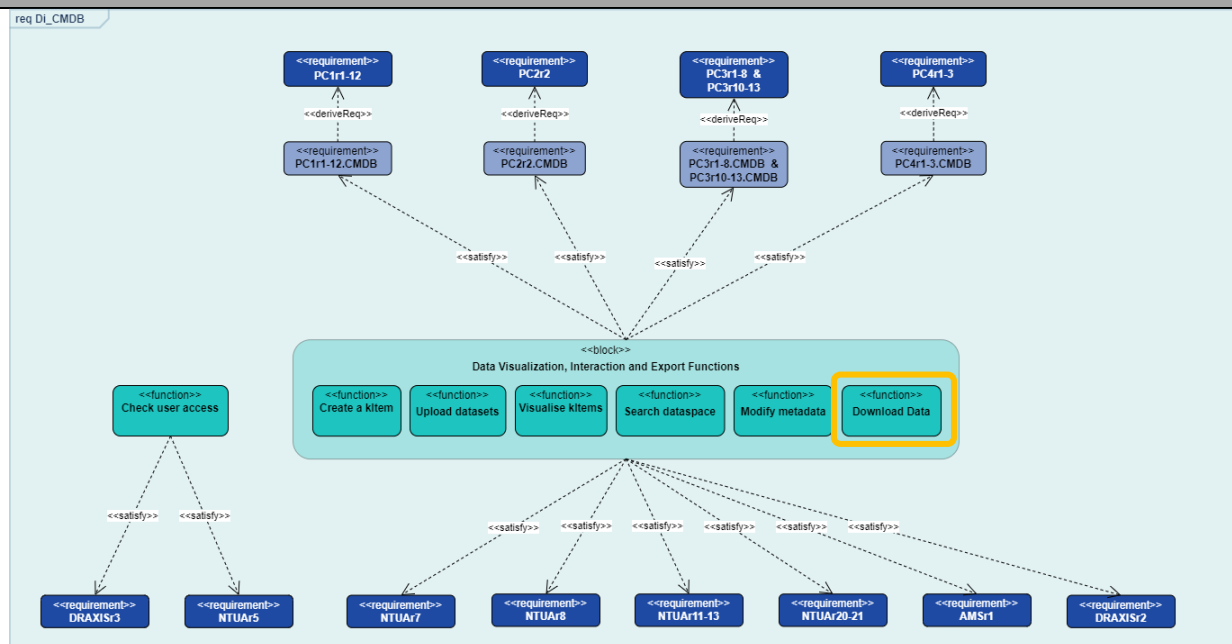 req Di_CMDB
<<requirement>>
PC1r1-12
<<requirement>>
PC2r2
<<requirement>>
PC3r1-8 &
PC3r10-13
<<requirement>>
PC4r1-3
<<deriveReq>>
<<deriveReq>>
<<deriveReq>>
<<deriveReq>>
<<requirement>>
PC1r1-12.CMDB
<<requirement>>
PC2r2.CMDB
<<requirement>>
PC3r1-8.CMDB &
PC3r10-13.CMDB
<<requirement>>
PC4r1-3.CMDB
<<satisfy>>
<<satisfy>>
<<satisfy>>
<<satisfy>>
<<block>>
Data Visualization, Interaction and Export Functions
<<function>>
Check user access
<<function>>
Create a kItem
<<function>>
Upload datasets
<<function>>
Visualise kItems
<<function>>
Search dataspace
<<function>>
Modify metadata
<<function>>
Download Data
<<satisfy>>
<<satisfy>>
<<satisfy>>
<<satisfy>>
<<satisfy>>
<<satisfy>>
<<satisfy>>
<<satisfy>>
<<requirement>>
DRAXISr3
<<requirement>>
NTUAr5
<<requirement>>
NTUAr7
<<requirement>>
NTUAr8
<<requirement>>
NTUAr11-13
<<requirement>>
NTUAr20-21
<<requirement>>
AMSr1
<<requirement>>
DRAXISr2